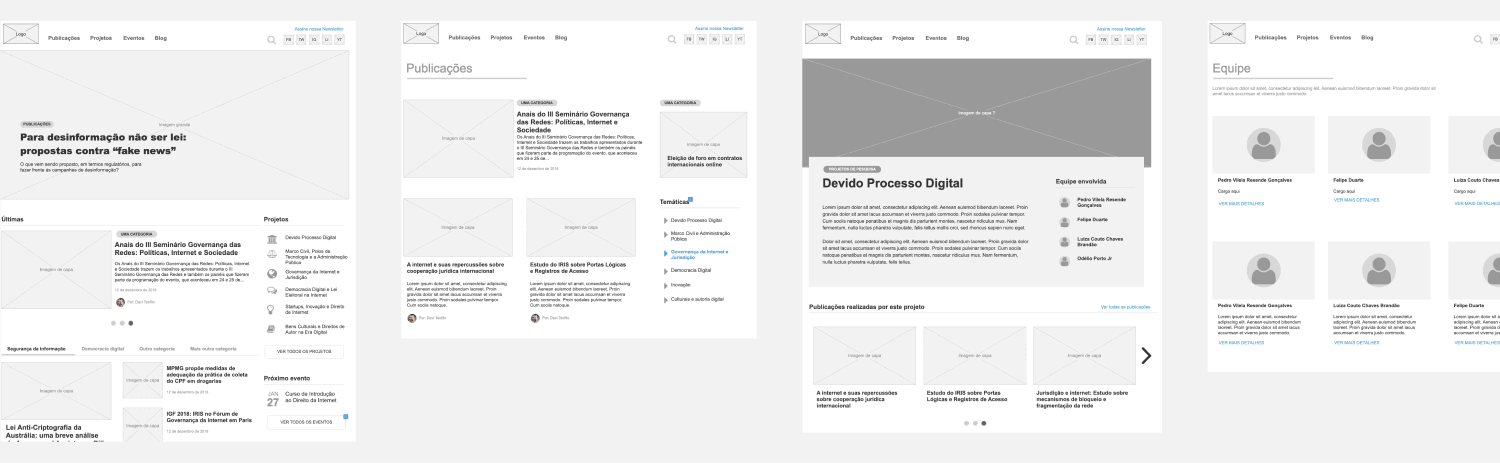 Logo
Publicações Projetos Eventos Blog
Assine nossa Newsletter
FB TW IG LI YT
Imagem grande
PUBLICAÇÕES
Para desinformação não ser lei:
propostas contra “fake news”
O que vem sendo proposto, em termos regulatórios, para
fazer frente às campanhas de desinformação?
Últimas
Imagem de capa
UMA CATEGORIA
Anais do III Seminário Governança das
Redes: Políticas, Internet e Sociedade
Os Anais do III Seminário Governança das Redes: Políticas, Internet
e Sociedade trazem os trabalhos apresentados durante o III
Seminário Governança das Redes e também os painéis que fizeram
parte da programação do evento, que aconteceu em 24 e 25 de...
12 de dezembro de 2018
Por: Davi Teofilo
Segurança da informação Democracia digital Outra categoria Mais outra categoria
Imagem de capa
Lei Anti-Criptografia da
Austrália: uma breve análise
Imagem de capa
MPMG propõe medidas de
adequação da prática de coleta
do CPF em drogarias
12 de dezembro de 2018
Imagem de capa
IGF 2018: IRIS no Fórum de
Governança da Internet em Paris
12 de dezembro de 2018
Projetos
Devido Processo Digital
Marco Civil, Polos de
Tecnologia e a Administração
Pública
Governança da Internet e
Jurisdição
Democracia Digital e Lei
Eleitoral na Internet
Startups, Inovação e Direito
de Internet
Bens Culturais e Direitos de
Autor na Era Digital
VER TODOS OS PROJETOS
Próximo evento
JAN
27
Curso de Introdução
ao Direito da Internet
VER TODOS OS EVENTOS
Logo
Publicações Projetos Eventos Blog
Assine nossa Newsletter
FB TW IG LI YT
Publicações
Imagem de capa
UMA CATEGORIA
Anais do III Seminário Governança
das Redes: Políticas, Internet e
Sociedade
Os Anais do III Seminário Governança das Redes: Políticas,
Internet e Sociedade trazem os trabalhos apresentados durante
o III Seminário Governança das Redes e também os painéis
que fizeram parte da programação do evento, que aconteceu
em 24 e 25 de...
12 de dezembro de 2018
UMA CATEGORIA
Imagem de capa
Eleição de foro em contratos
internacionais online
Imagem de capa
A internet e suas repercussões sobre
cooperação jurídica internacional
Lorem ipsum dolor sit amet, consectetur adipiscing
elit. Aenean euismod bibendum laoreet. Proin
gravida dolor sit amet lacus accumsan et viverra
justo commodo. Proin sodales pulvinar tempor.
Cum sociis natoque.
Por: Davi Teofilo
Imagem de capa
Estudo do IRIS sobre Portas Lógicas
e Registros de Acesso
Lorem ipsum dolor sit amet, consectetur adipiscing
elit. Aenean euismod bibendum laoreet. Proin
gravida dolor sit amet lacus accumsan et viverra
justo commodo. Proin sodales pulvinar tempor.
Cum sociis natoque.
Por: Davi Teofilo
Temáticas
Devido Processo Digital
Marco Civil e Administração
Pública
Governança da Internet e
Jurisdição
Democracia Digital
Inovação
Culturais e autoria digital
Logo
Publicações Projetos Eventos Blog
Assine nossa Newsletter
FB TW IG LI YT
Imagem de capa ?
PROJETOS DE PESQUISA
Devido Processo Digital
Lorem ipsum dolor sit amet, consectetur adipiscing elit. Aenean euismod bibendum laoreet. Proin
gravida dolor sit amet lacus accumsan et viverra justo commodo. Proin sodales pulvinar tempor.
Cum sociis natoque penatibus et magnis dis parturient montes, nascetur ridiculus mus. Nam
fermentum, nulla luctus pharetra vulputate, felis tellus mollis orci, sed rhoncus sapien nunc eget.
Dolor sit amet, consectetur adipiscing elit. Aenean euismod bibendum laoreet. Proin gravida dolor
sit amet lacus accumsan et viverra justo commodo. Proin sodales pulvinar tempor. Cum sociis
natoque penatibus et magnis dis parturient montes, nascetur ridiculus mus. Nam fermentum,
nulla luctus pharetra vulputate, felis tellus.
Equipe envolvida
Pedro Vilela Resende
Gonçalves
Felipe Duarte
Luiza Couto Chaves
Brandão
Odélio Porto Jr
Publicações realizadas por este projeto
Ver todas as publicações
Imagem de capa Imagem de capa Imagem de capa
A internet e suas repercussões
sobre cooperação jurídica
internacional
Estudo do IRIS sobre Portas
Lógicas e Registros de Acesso
Jurisdição e internet: Estudo sobre
mecanismos de bloqueio e
fragmentação da rede
Logo
Publicações Projetos Eventos Blog
FB
Equipe
Lorem ipsum dolor sit amet, consectetur adipiscing elit. Aenean euismod bibendum laoreet. Proin gravida dolor sit
amet lacus accumsan et viverra justo commodo.
Pedro Vilela Resende Gonçalves
Cargo aqui
VER MAIS DETALHES
Felipe Duarte
Cargo aqui
VER MAIS DETALHES
Luiza Couto Chaves
Cargo aqui
VER MAIS DETALHES
Pedro Vilela Resende Gonçalves
Lorem ipsum dolor sit amet, consectetur
adipiscing elit. Aenean euismod bibendum
laoreet. Proin gravida dolor sit amet lacus
accumsan et viverra justo commodo.
VER MAIS DETALHES
Luiza Couto Chaves Brandão
Lorem ipsum dolor sit amet, consectetur
adipiscing elit. Aenean euismod bibendum
laoreet. Proin gravida dolor sit amet lacus
accumsan et viverra justo commodo.
VER MAIS DETALHES
Felipe Duarte
Lorem ipsum dolor sit
adipiscing elit. Aenean
laoreet. Proin gravida
accumsan et viverra
VER MAIS DETALHES